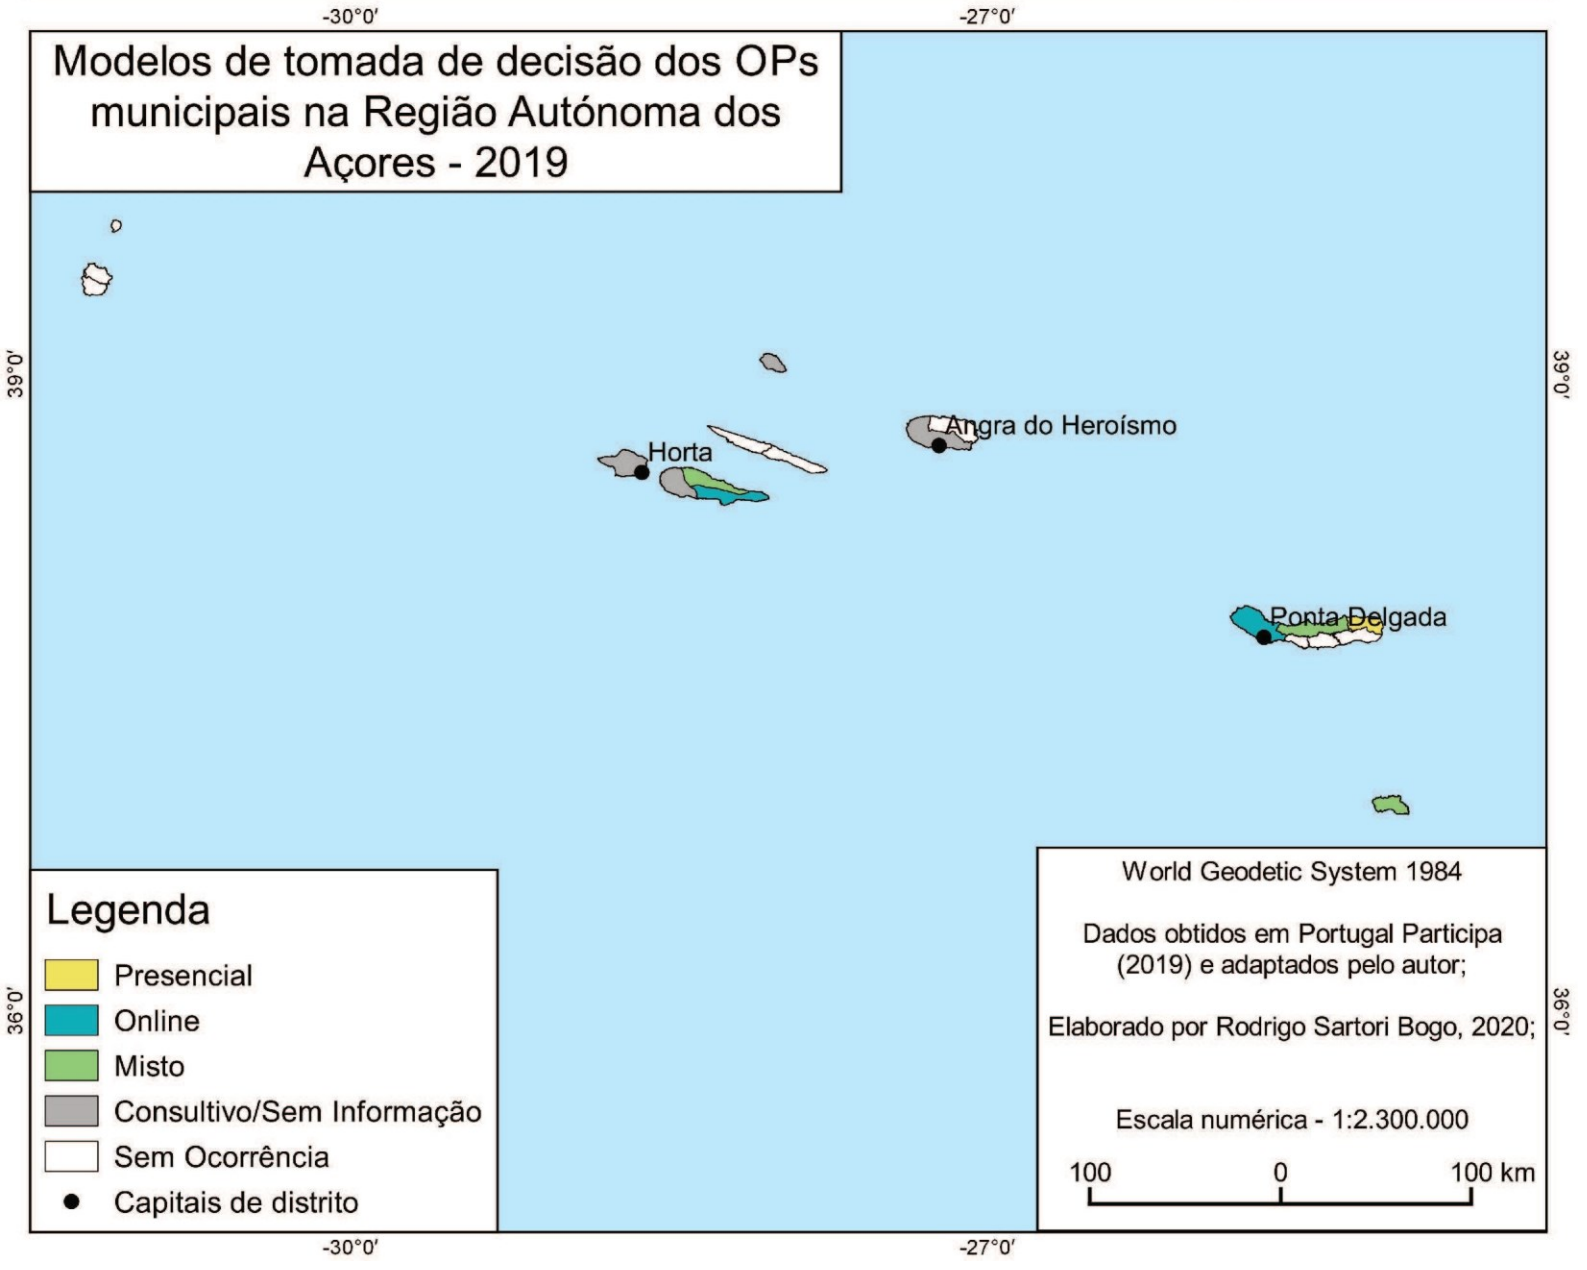 -30°0′
-27°0′
Modelos de tomada de decisão dos OPs
municipais na Região Autónoma dos
Açores - 2019
39°0′
39°0′
Horta
Angra do Heroísmo
Ponta Delgada
36°0′
36°0′
Legenda
Presencial
Online
Misto
Consultivo/Sem Informação
Sem Ocorrência
Capitais de distrito
World Geodetic System 1984
Dados obtidos em Portugal Participa
(2019) e adaptados pelo autor;
Elaborado por Rodrigo Sartori Bogo, 2020;
Escala numérica - 1:2.300.000
100 0 100 km
-30°0′
-27°0′